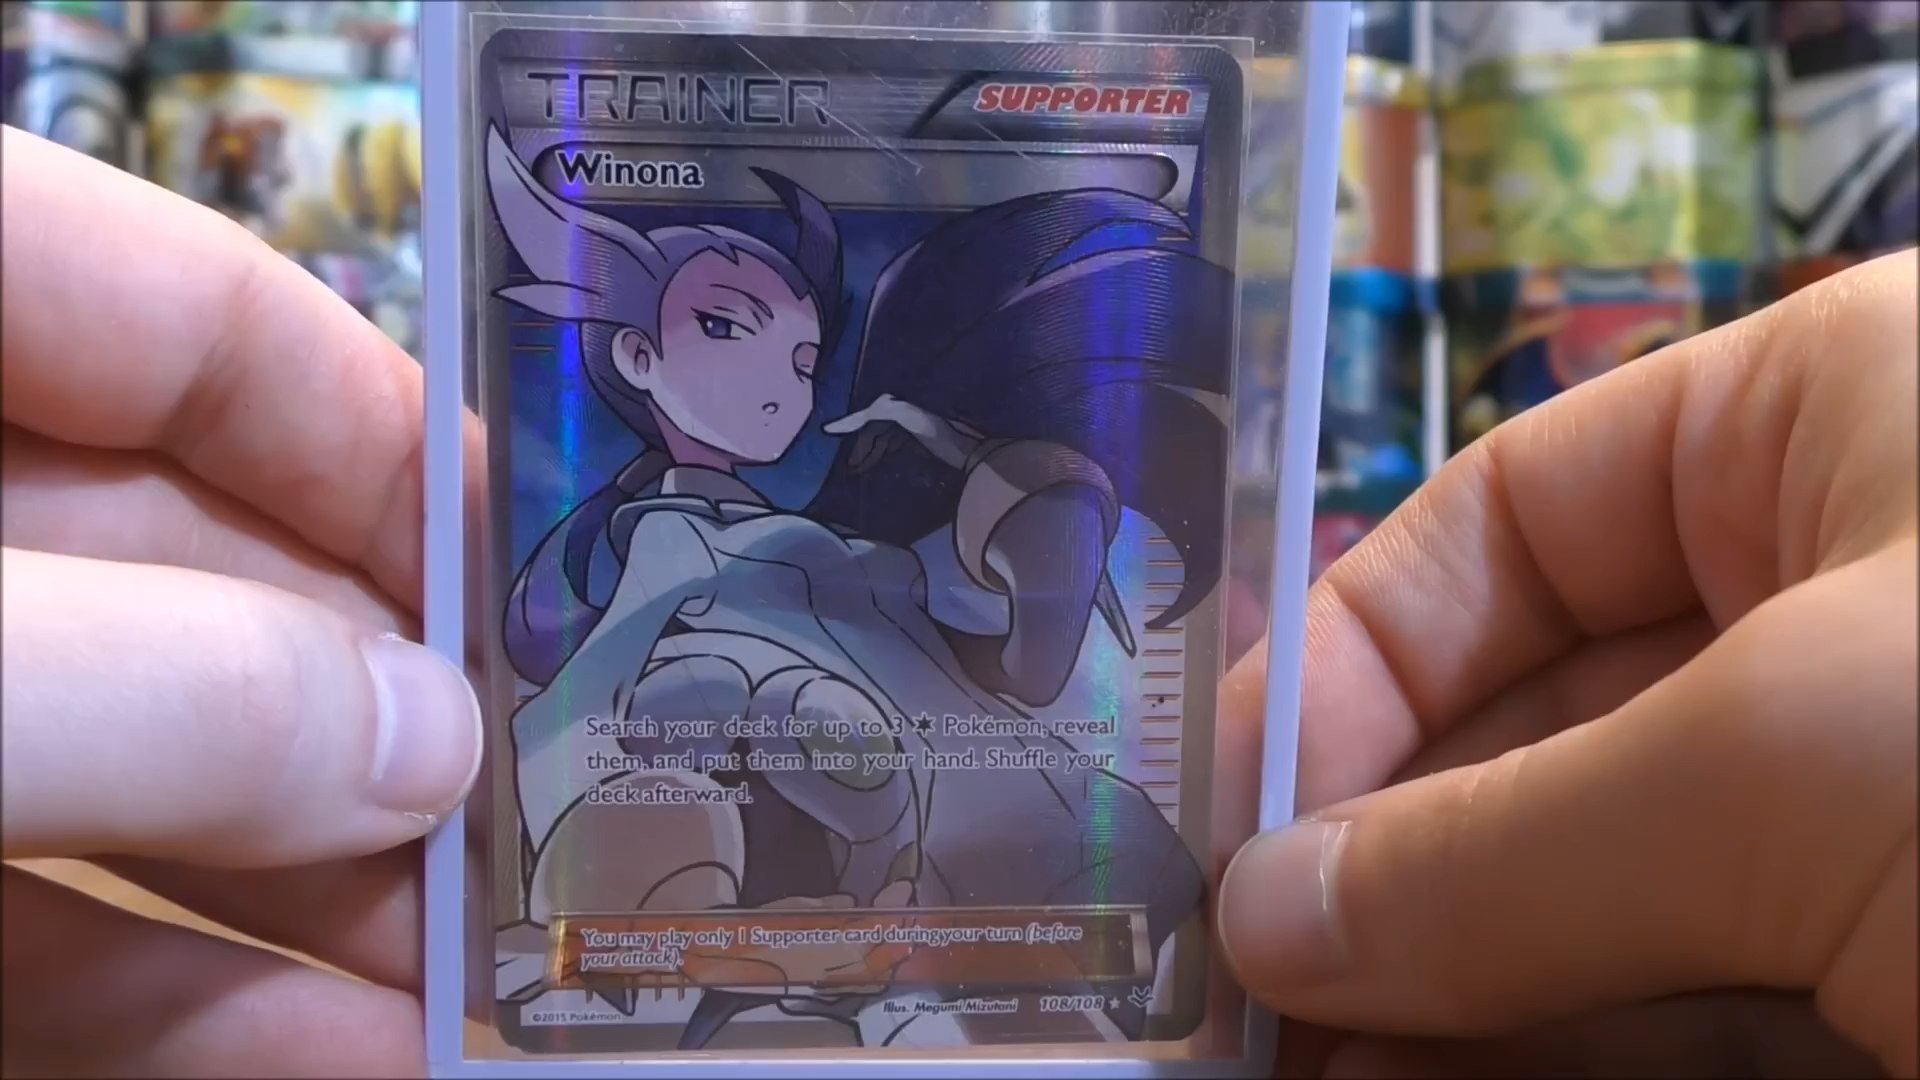 TRAINER SUPPORTER
Winona
Search your deck for up to 3 Pokémon, reveal
them, and put them into your hand. Shuffle your
deck afterward.
You may play only 1 Supporter card during your turn (before
your attack).
Illus. Megumi Mizutani 108/108
©2015 Pokémon